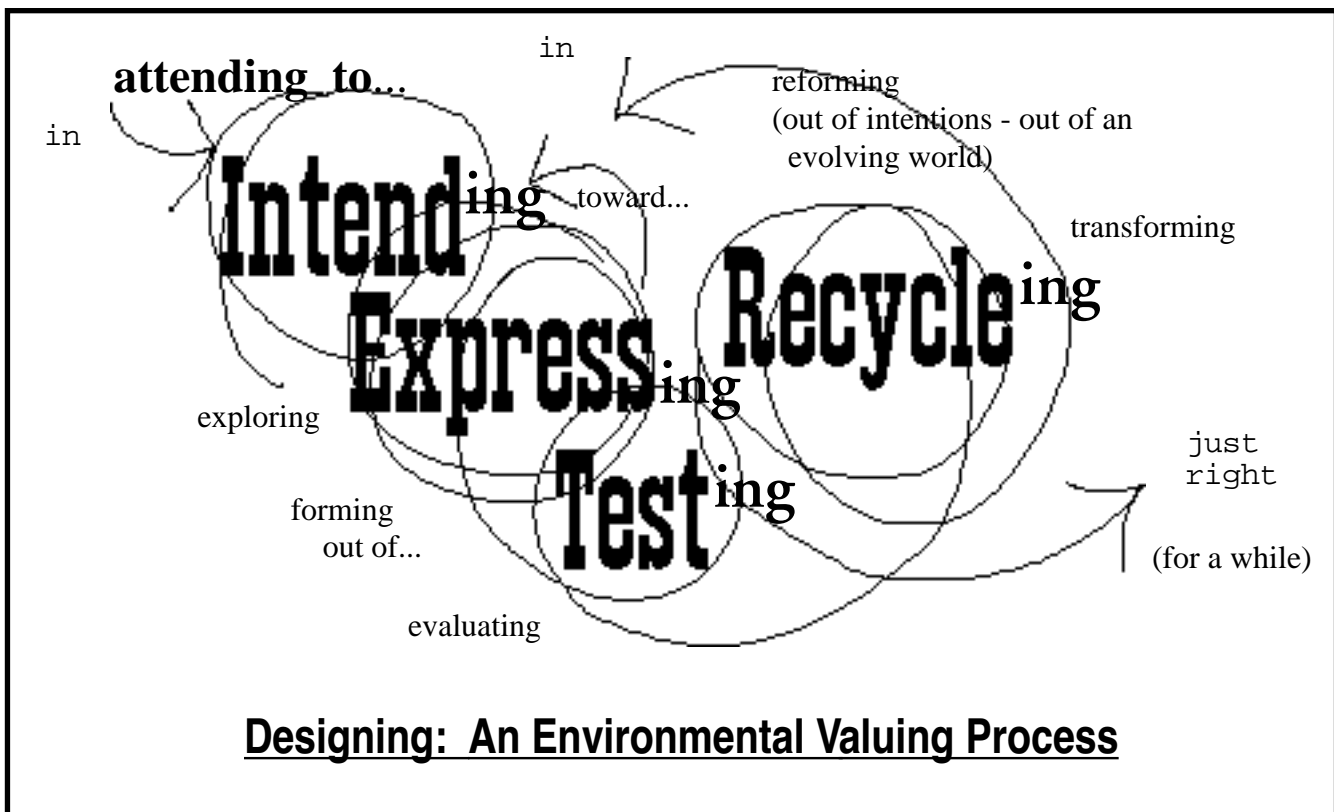 in
attending to...
in
reforming
(out of intentions - out of an
evolving world)
Intending
toward...
transforming
Recycleing
Expressing
exploring
just
right
Testing
forming
out of...
(for a while)
evaluating
Designing: An Environmental Valuing Process